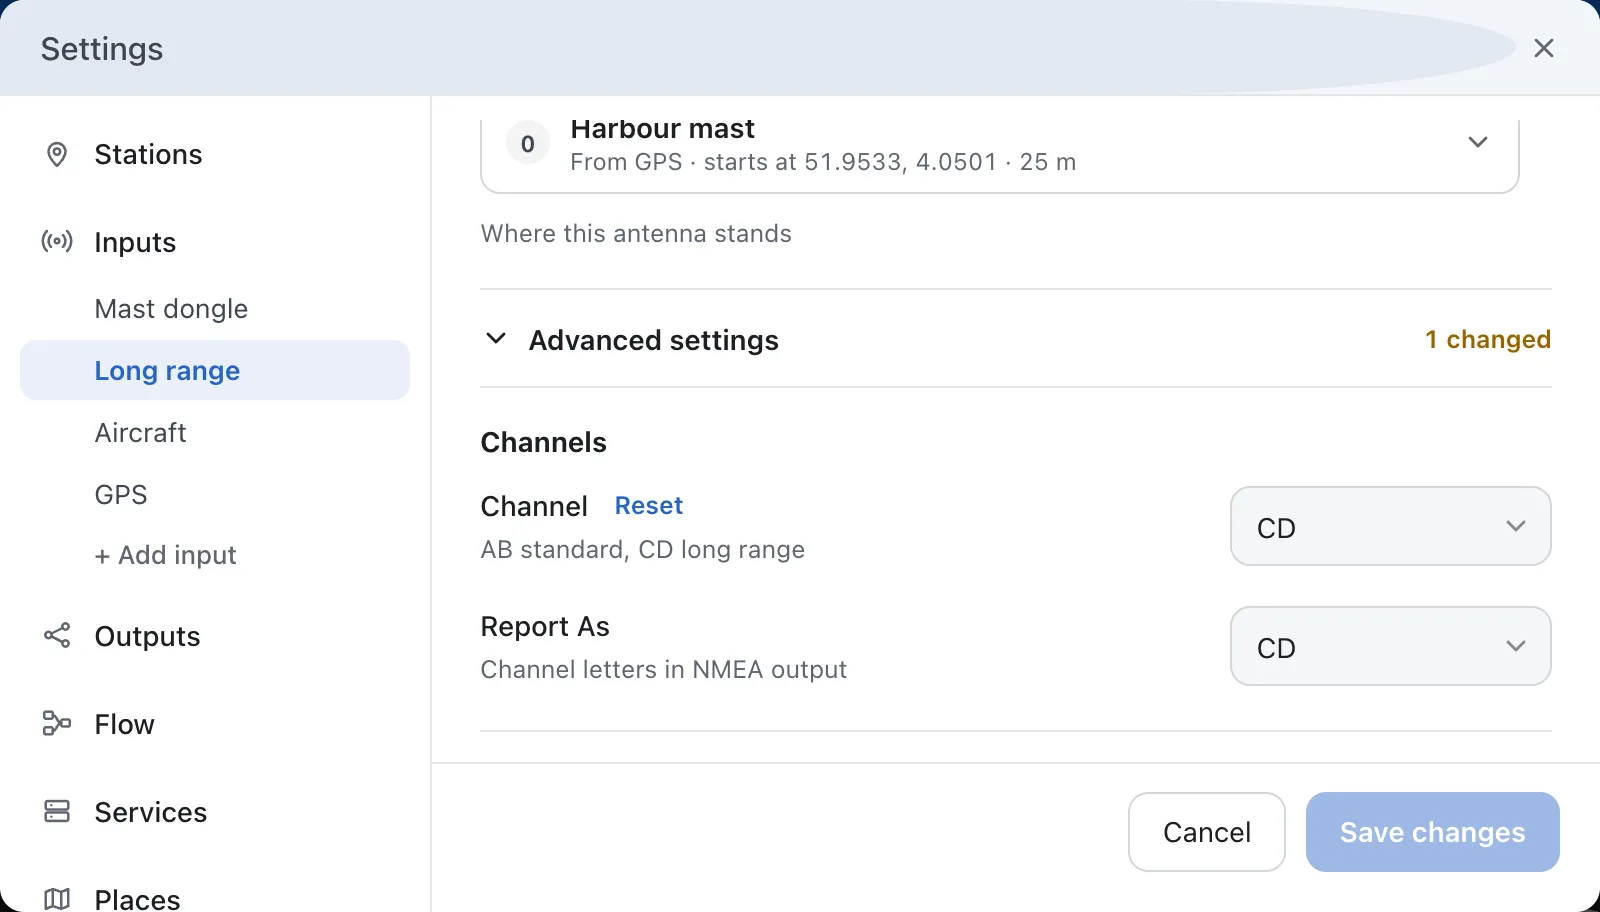 Settings
Stations
Inputs
Mast dongle
Long range
Aircraft
GPS
+ Add input
Outputs
Flow
Services
Places
0
Harbour mast
From GPS · starts at 51.9533, 4.0501 · 25 m
Where this antenna stands
Advanced settings
1 changed
Channels
Channel Reset
AB standard, CD long range
CD
Report As
Channel letters in NMEA output
CD
Cancel
Save changes